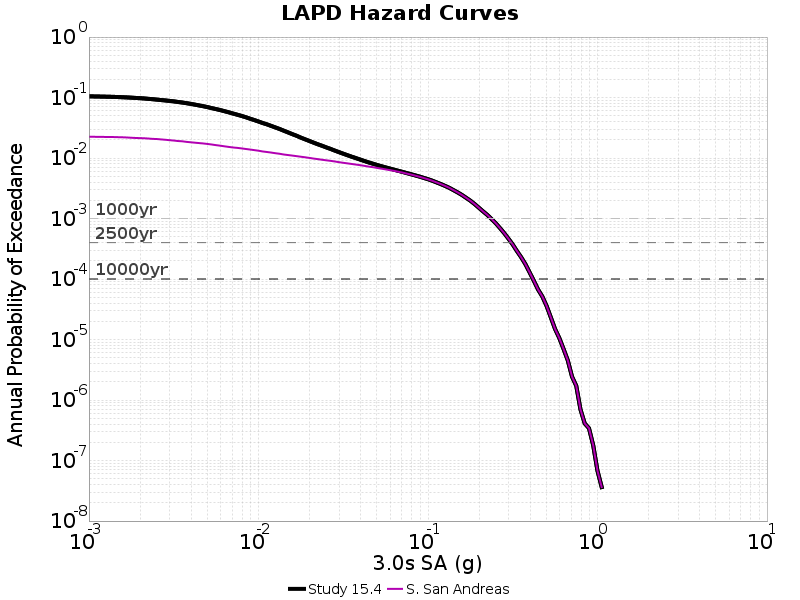 LAPD Hazard Curves
Annual Probability of Exceedance
10^0
10^-1
10^-2
10^-3
10^-4
10^-5
10^-6
10^-7
10^-8
1000yr
2500yr
10000yr
10^-3 10^-2 10^-1 10^0 10^1
3.0s SA (g)
Study 15.4 S. San Andreas